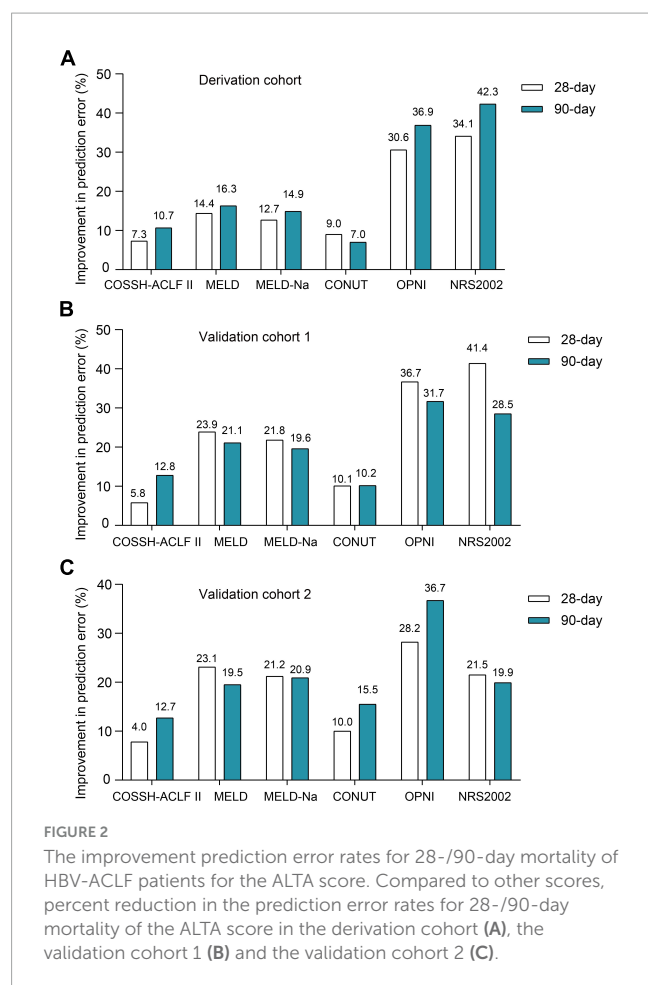 A
Derivation cohort
28-day
90-day
Improvement in prediction error (%)
50
40
30
20
10
0
7.3 10.7 14.4 16.3 12.7 14.9 9.0 7.0 30.6 36.9 34.1 42.3
COSSH-ACLF II MELD MELD-Na CONUT OPNI NRS2002
B
Validation cohort 1
28-day
90-day
Improvement in prediction error (%)
50
40
30
20
10
0
5.8 12.8 23.9 21.1 21.8 19.6 10.1 10.2 36.7 31.7 41.4 28.5
COSSH-ACLF II MELD MELD-Na CONUT OPNI NRS2002
C
Validation cohort 2
28-day
90-day
Improvement in prediction error (%)
40
30
20
10
0
4.0 12.7 23.1 19.5 21.2 20.9 10.0 15.5 28.2 36.7 21.5 19.9
COSSH-ACLF II MELD MELD-Na CONUT OPNI NRS2002
FIGURE 2
The improvement prediction error rates for 28-/90-day mortality of
HBV-ACLF patients for the ALTA score. Compared to other scores,
percent reduction in the prediction error rates for 28-/90-day
mortality of the ALTA score in the derivation cohort (A), the
validation cohort 1 (B) and the validation cohort 2 (C).